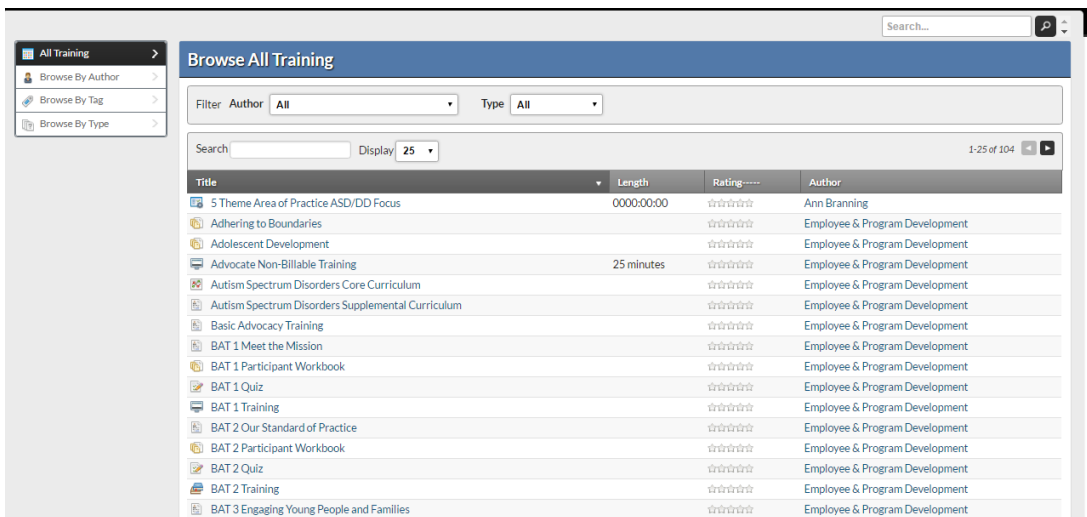 Search...
All Training
Browse By Author
Browse By Tag
Browse By Type
Browse All Training
Filter Author All Type All
Search Display 25 1-25 of 104
Title Length Rating----- Author
5 Theme Area of Practice ASD/DD Focus 0000:00:00 Ann Branning
Adhering to Boundaries Employee & Program Development
Adolescent Development Employee & Program Development
Advocate Non-Billable Training 25 minutes Employee & Program Development
Autism Spectrum Disorders Core Curriculum Employee & Program Development
Autism Spectrum Disorders Supplemental Curriculum Employee & Program Development
Basic Advocacy Training Employee & Program Development
BAT 1 Meet the Mission Employee & Program Development
BAT 1 Participant Workbook Employee & Program Development
BAT 1 Quiz Employee & Program Development
BAT 1 Training Employee & Program Development
BAT 2 Our Standard of Practice Employee & Program Development
BAT 2 Participant Workbook Employee & Program Development
BAT 2 Quiz Employee & Program Development
BAT 2 Training Employee & Program Development
BAT 3 Engaging Young People and Families Employee & Program Development